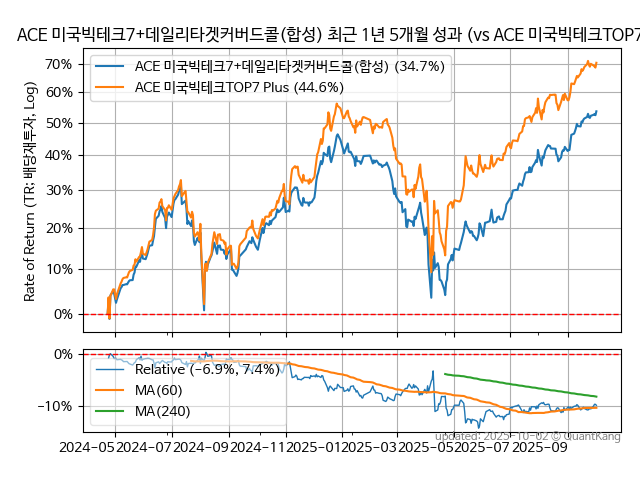 ACE 미국빅테크7+데일리타겟커버드콜(합성) 최근 1년 5개월 성과 (vs ACE 미국빅테크TOP7
Rate of Return (TR: 배당재투자, Log)
70%
60%
50%
40%
30%
20%
10%
0%
ACE 미국빅테크7+데일리타겟커버드콜(합성) (34.7%)
ACE 미국빅테크TOP7 Plus (44.6%)
0%
−10%
Relative (−6.9%, 7.4%)
MA(60)
MA(240)
2024-05 2024-07 2024-09 2024-11 2025-01 2025-03 2025-05 2025-07 2025-09
updated: 2025-10-02 © QuantKang